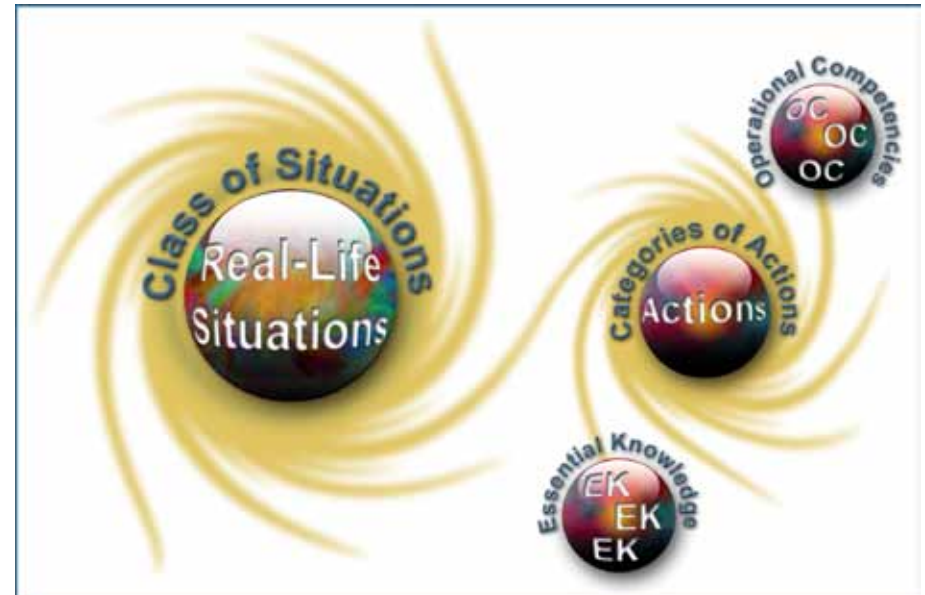 Class of Situations
Real-Life
Situations
Operational Competencies
OC
OC
OC
Categories of Actions
Actions
Essential Knowledge
EK
EK
EK